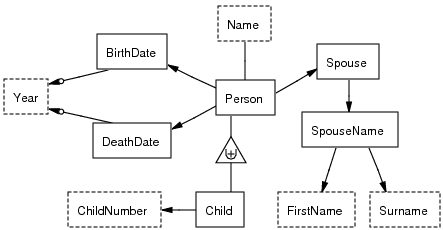 Name
BirthDate
Spouse
Year
Person
SpouseName
DeathDate
⊎
ChildNumber
Child
FirstName
Surname